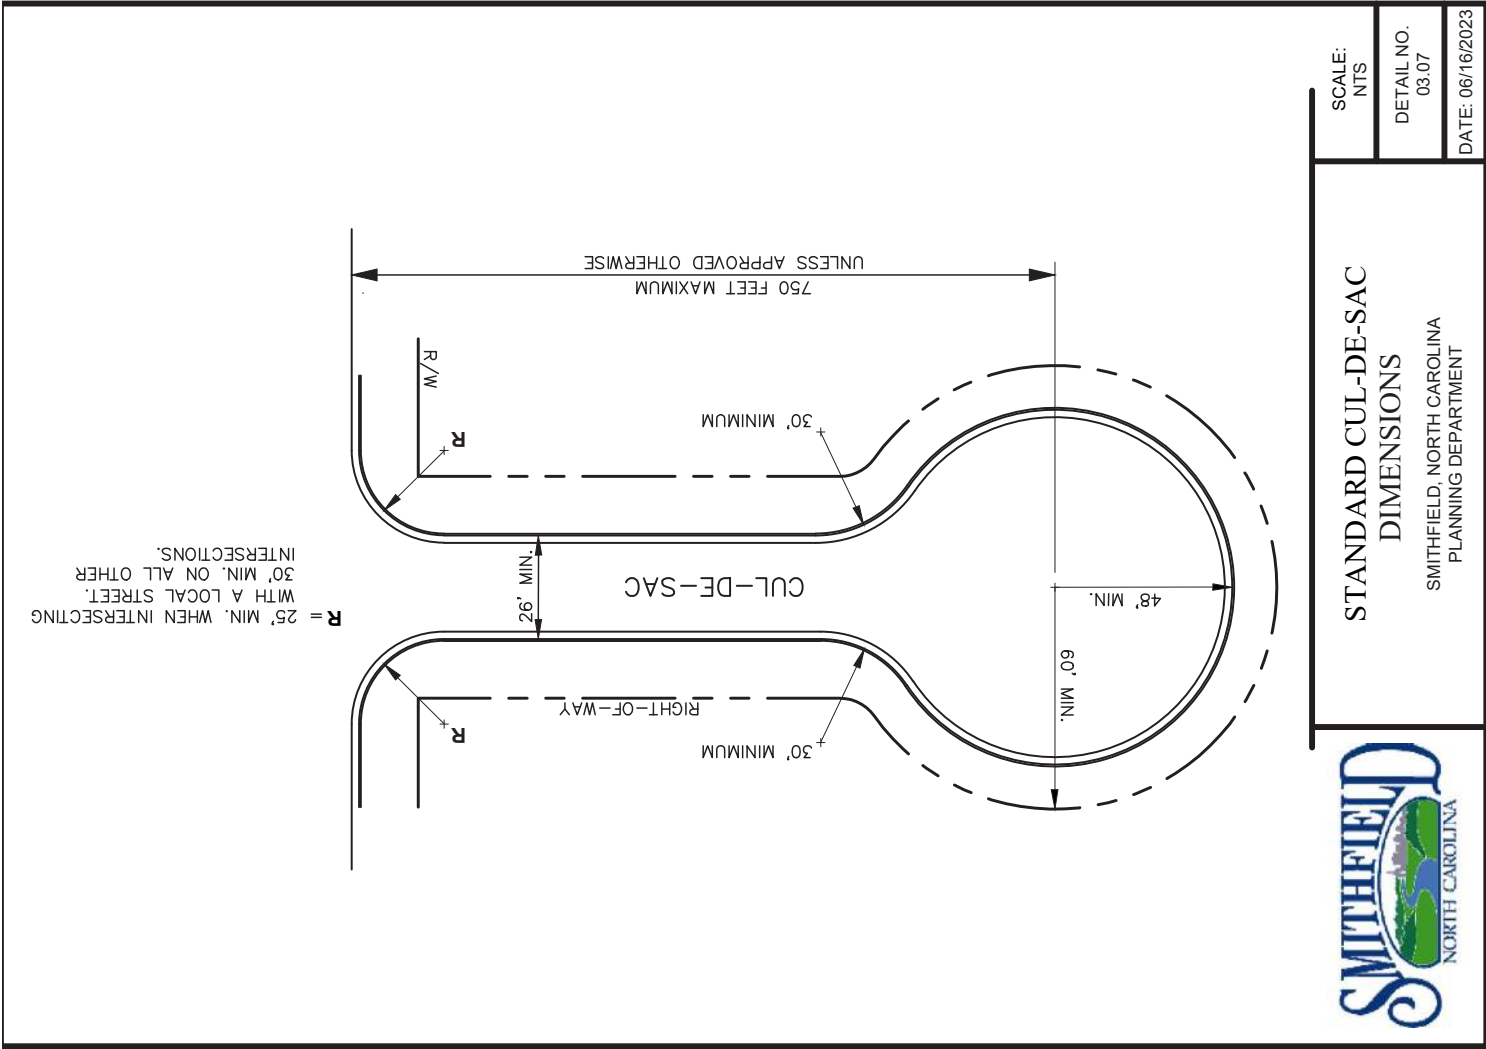 750 FEET MAXIMUM
UNLESS APPROVED OTHERWISE
R/W
R
30' MINIMUM
R = 25' MIN. WHEN INTERSECTING
WITH A LOCAL STREET.
30' MIN. ON ALL OTHER
INTERSECTIONS.
26' MIN.
CUL-DE-SAC
48' MIN.
60' MIN.
RIGHT-OF-WAY
R
30' MINIMUM
SCALE:
NTS
DETAIL NO.
03.07
DATE: 06/16/2023
STANDARD CUL-DE-SAC
DIMENSIONS
SMITHFIELD, NORTH CAROLINA
PLANNING DEPARTMENT
SMITHFIELD
NORTH CAROLINA